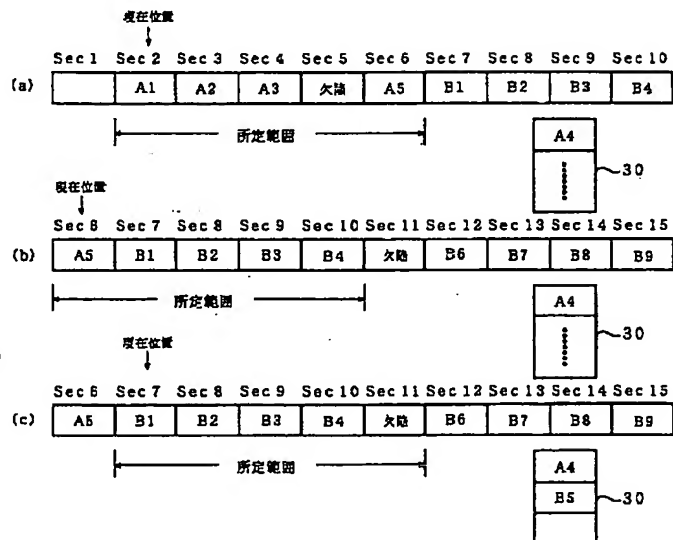 現在位置
Sec 1 Sec 2 Sec 3 Sec 4 Sec 5 Sec 6 Sec 7 Sec 8 Sec 9 Sec 10
(a) A1 A2 A3 欠陥 A5 B1 B2 B3 B4
所定範囲
A4
30
現在位置
Sec 6 Sec 7 Sec 8 Sec 9 Sec 10 Sec 11 Sec 12 Sec 13 Sec 14 Sec 15
(b) A5 B1 B2 B3 B4 欠陥 B6 B7 B8 B9
所定範囲
A4
30
現在位置
Sec 6 Sec 7 Sec 8 Sec 9 Sec 10 Sec 11 Sec 12 Sec 13 Sec 14 Sec 15
(c) A5 B1 B2 B3 B4 欠陥 B6 B7 B8 B9
所定範囲
A4
B5
30